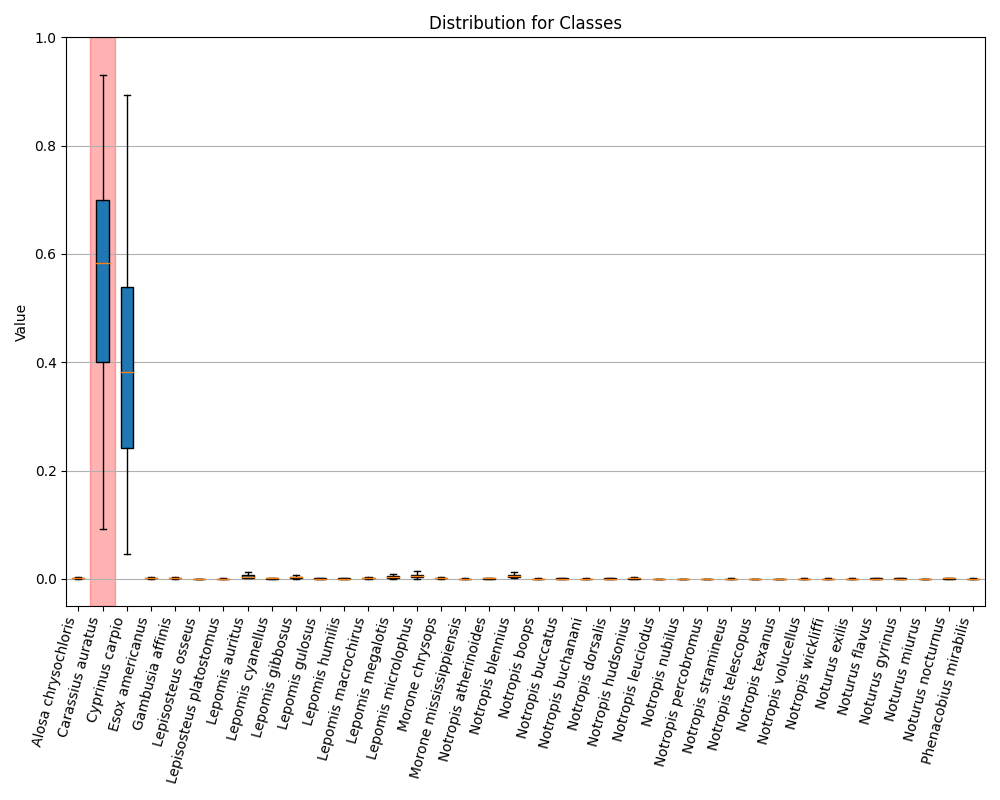 Distribution for Classes
Value
1.0
0.8
0.6
0.4
0.2
0.0
Alosa chrysochloris
Carassius auratus
Cyprinus carpio
Esox americanus
Gambusia affinis
Lepisosteus osseus
Lepisosteus platostomus
Lepomis auritus
Lepomis cyanellus
Lepomis gibbosus
Lepomis gulosus
Lepomis humilis
Lepomis macrochirus
Lepomis megalotis
Lepomis microlophus
Morone chrysops
Morone mississippiensis
Notropis atherinoides
Notropis blennius
Notropis boops
Notropis buccatus
Notropis buchanani
Notropis dorsalis
Notropis hudsonius
Notropis leuciodus
Notropis nubilus
Notropis percobromus
Notropis stramineus
Notropis telescopus
Notropis texanus
Notropis volucellus
Notropis wickliffi
Noturus exilis
Noturus flavus
Noturus gyrinus
Noturus miurus
Noturus nocturnus
Phenacobius mirabilis